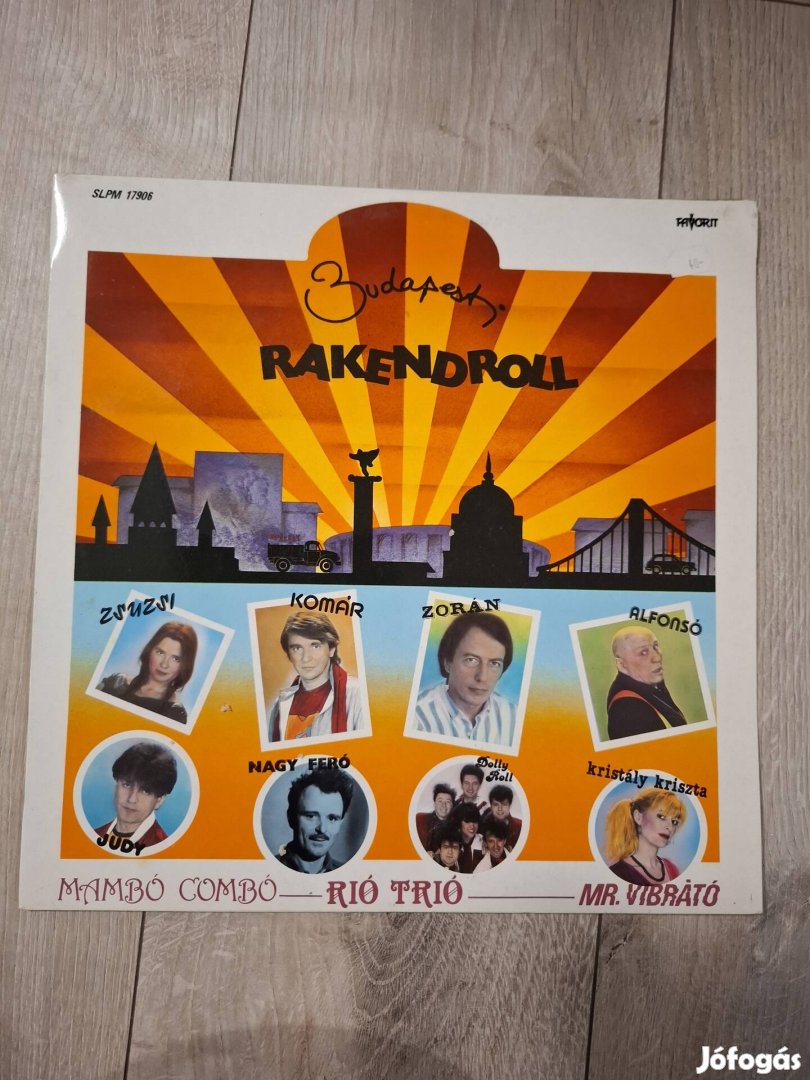 SLPM 17906
FAVORIT
Budapest
RAKENDROLL
ZSUZSI
KOMÁR
ZORÁN
ALFONSÓ
JUDY
NAGY FERÓ
Dolly
Roll
kristály kriszta
MAMBÓ COMBÓ — RIÓ TRIÓ — MR. VIBRÁTÓ
Jófogás